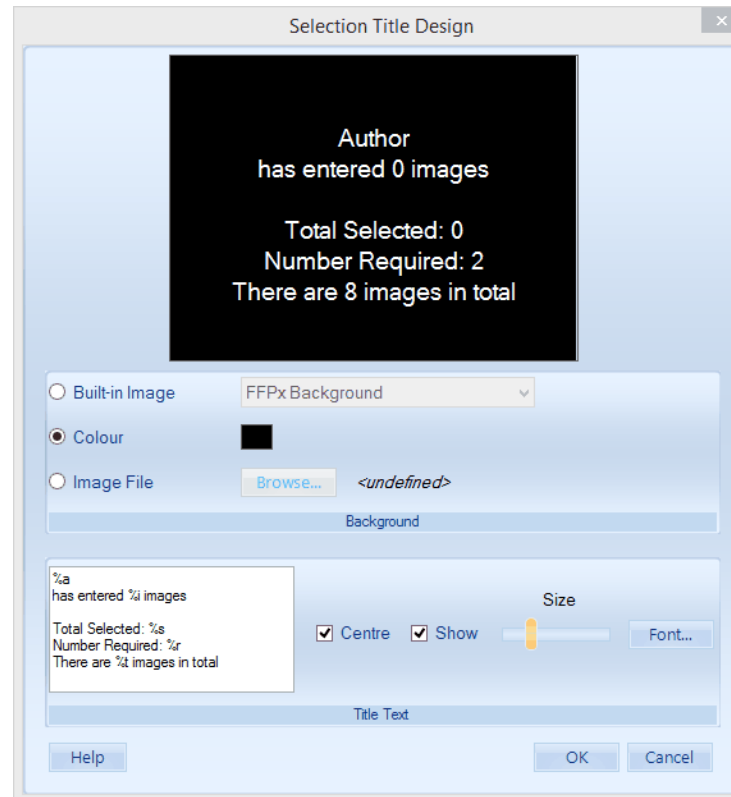 Selection Title Design
Author
has entered 0 images
Total Selected: 0
Number Required: 2
There are 8 images in total
Built-in Image FFPx Background
Colour
Image File Browse... <undefined>
Background
%a
has entered %i images
Total Selected: %s
Number Required: %r
There are %t images in total
Centre Show Size Font...
Title Text
Help OK Cancel